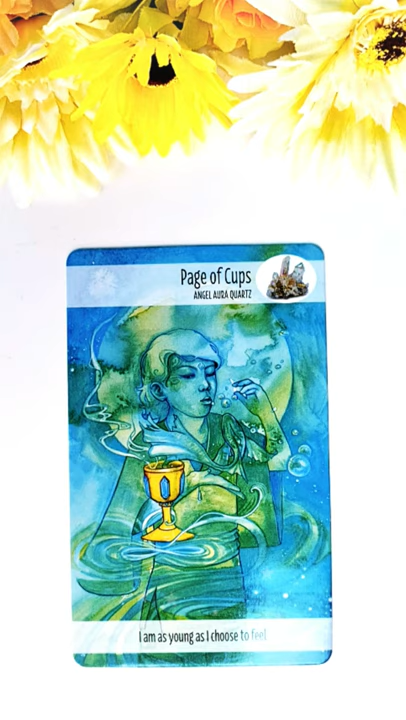 Page of Cups
ANGEL AURA QUARTZ
I am as young as I choose to feel